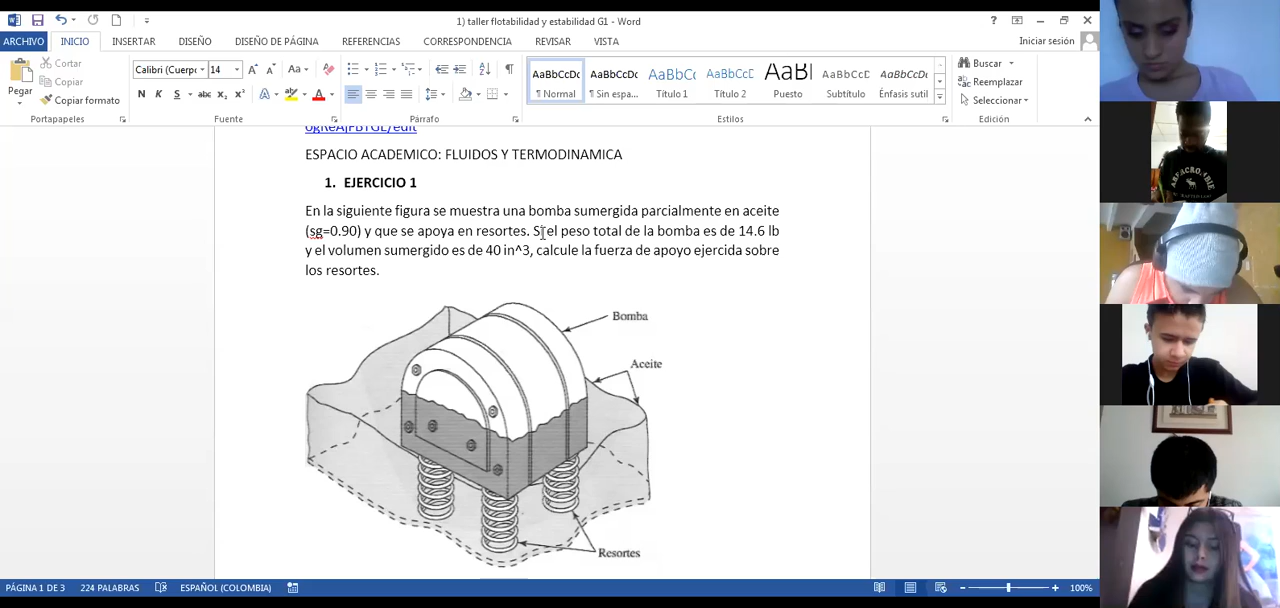 1) taller flotabilidad y estabilidad G1 - Word
ARCHIVO INICIO INSERTAR DISEÑO DISEÑO DE PÁGINA REFERENCIAS CORRESPONDENCIA REVISAR VISTA Iniciar sesión
Pegar
Cortar
Copiar
Copiar formato
Portapapeles
Calibri (Cuerpo 14
N K S abc x₂ x²
Fuente
Párrafo
AaBbCcDc AaBbCcDc AaBbCc AaBbCcE AaBl AaBbCcD AaBbCcDc
¶ Normal ¶ Sin espa... Título 1 Título 2 Puesto Subtítulo Énfasis sutil
Estilos
Buscar
Reemplazar
Seleccionar
Edición
ESPACIO ACADEMICO: FLUIDOS Y TERMODINAMICA
1. EJERCICIO 1
En la siguiente figura se muestra una bomba sumergida parcialmente en aceite
(sg=0.90) y que se apoya en resortes. Si el peso total de la bomba es de 14.6 lb
y el volumen sumergido es de 40 in^3, calcule la fuerza de apoyo ejercida sobre
los resortes.
Bomba
Aceite
Resortes
PÁGINA 1 DE 3 224 PALABRAS ESPAÑOL (COLOMBIA) 100%